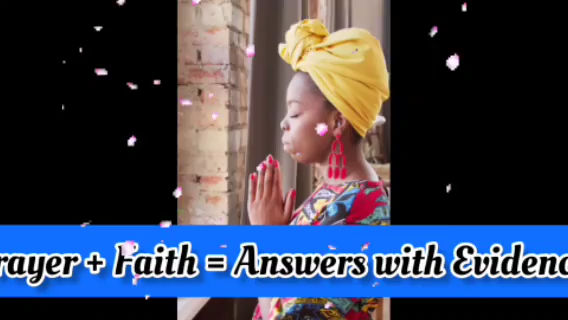 rayer + Faith = Answers with Evidenc